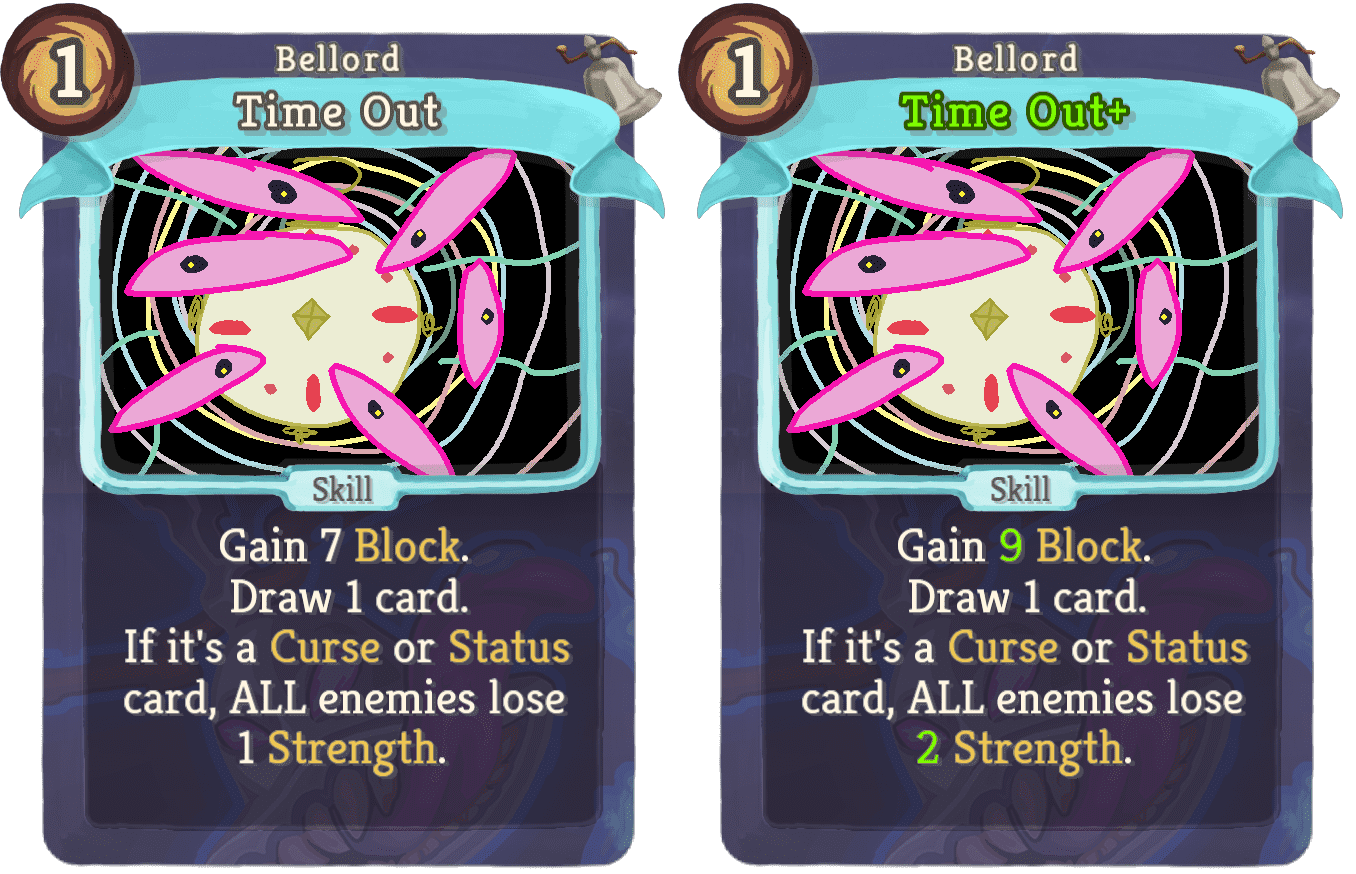 1
Bellord
Time Out
Skill
Gain 7 Block.
Draw 1 card.
If it's a Curse or Status
card, ALL enemies lose
1 Strength.
1
Bellord
Time Out+
Skill
Gain 9 Block.
Draw 1 card.
If it's a Curse or Status
card, ALL enemies lose
2 Strength.